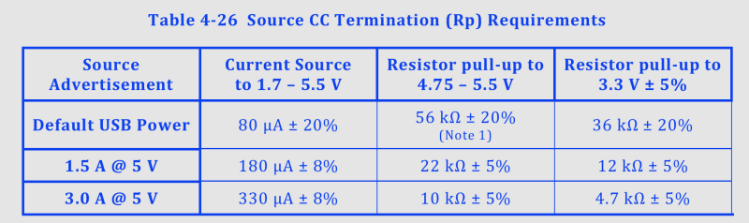 Table 4-26 Source CC Termination (Rp) Requirements
Source Advertisement | Current Source to 1.7 – 5.5 V | Resistor pull-up to 4.75 – 5.5 V | Resistor pull-up to 3.3 V ± 5%
Default USB Power | 80 μA ± 20% | 56 kΩ ± 20% (Note 1) | 36 kΩ ± 20%
1.5 A @ 5 V | 180 μA ± 8% | 22 kΩ ± 5% | 12 kΩ ± 5%
3.0 A @ 5 V | 330 μA ± 8% | 10 kΩ ± 5% | 4.7 kΩ ± 5%